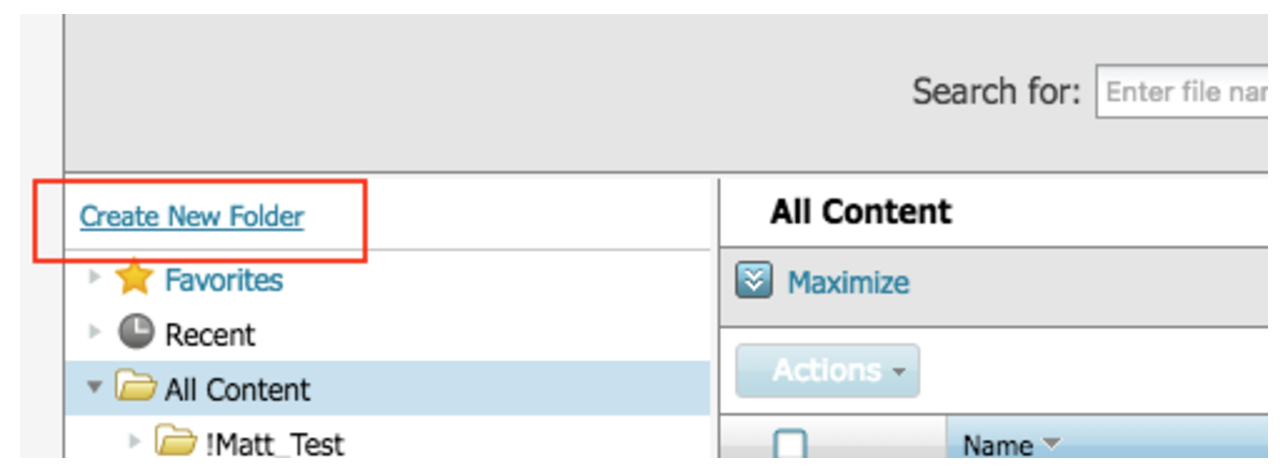 Search for: Enter file nar
Create New Folder
All Content
Favorites
Maximize
Recent
Actions
All Content
!Matt_Test
Name